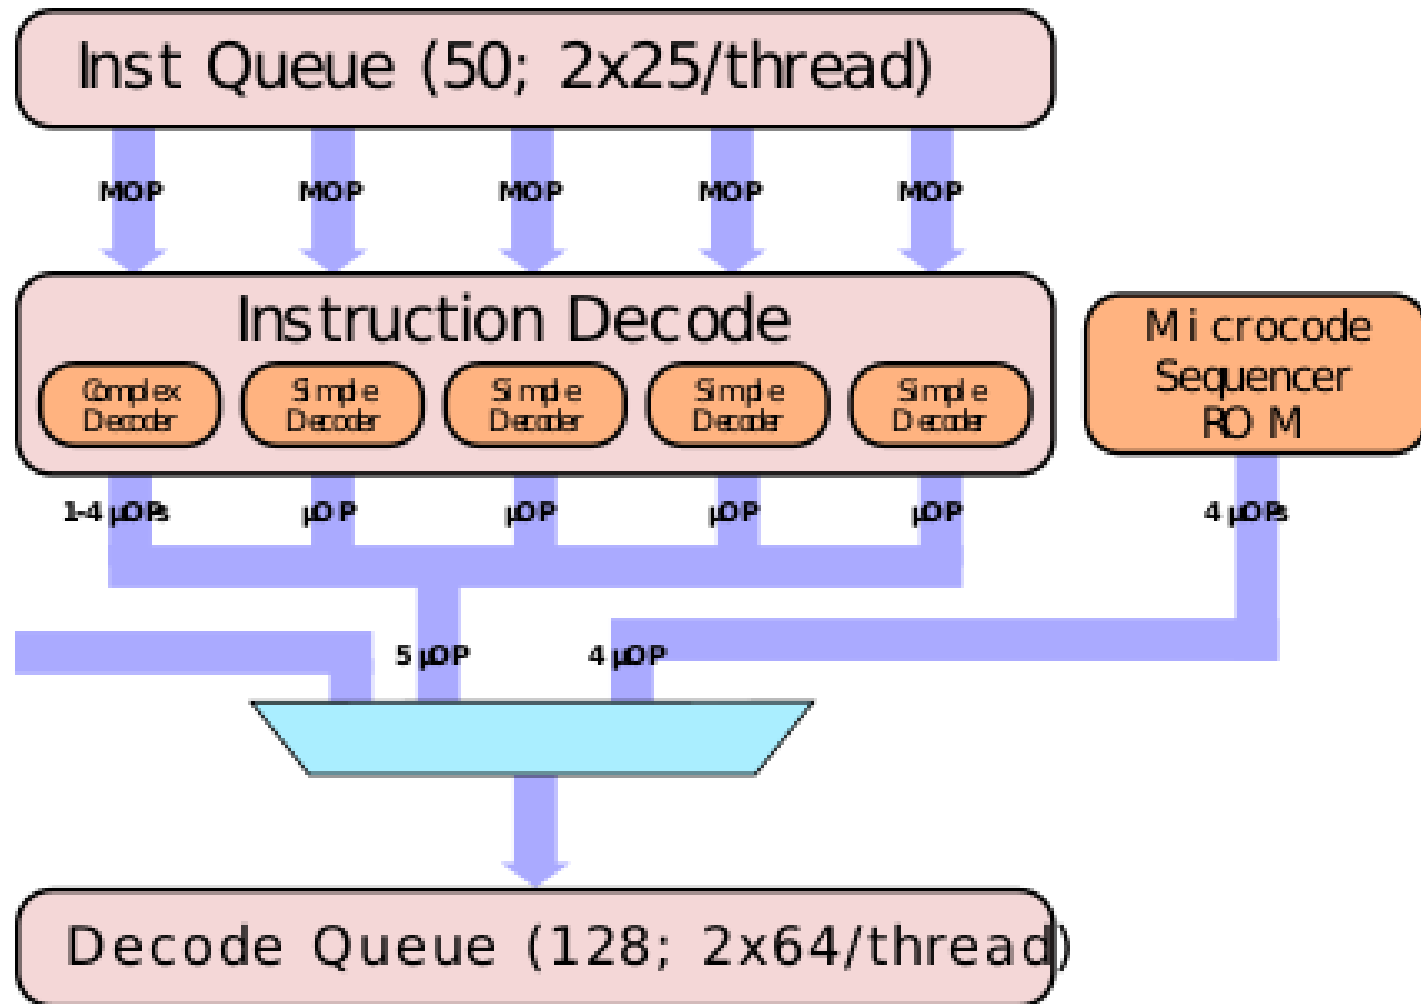 Inst Queue (50; 2x25/thread)
MOP MOP MOP MOP MOP
Instruction Decode
Complex Decoder
Simple Decoder
Simple Decoder
Simple Decoder
Simple Decoder
Microcode
Sequencer
ROM
1-4 µOPs µOP µOP µOP µOP 4 µOPs
5 µOP 4 µOP
Decode Queue (128; 2x64/thread)